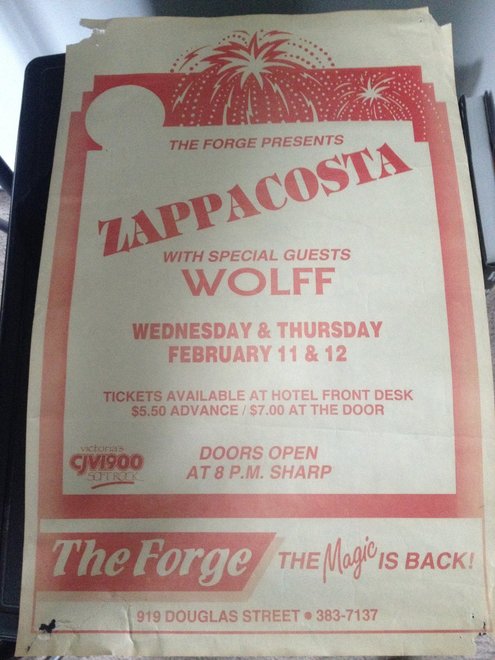 THE FORGE PRESENTS
ZAPPACOSTA
WITH SPECIAL GUESTS
WOLFF
WEDNESDAY & THURSDAY
FEBRUARY 11 & 12
TICKETS AVAILABLE AT HOTEL FRONT DESK
$5.50 ADVANCE / $7.00 AT THE DOOR
victoria's
CJVI900
SOFT ROCK
DOORS OPEN
AT 8 P.M. SHARP
The Forge
THE Magic IS BACK!
919 DOUGLAS STREET ● 383-7137